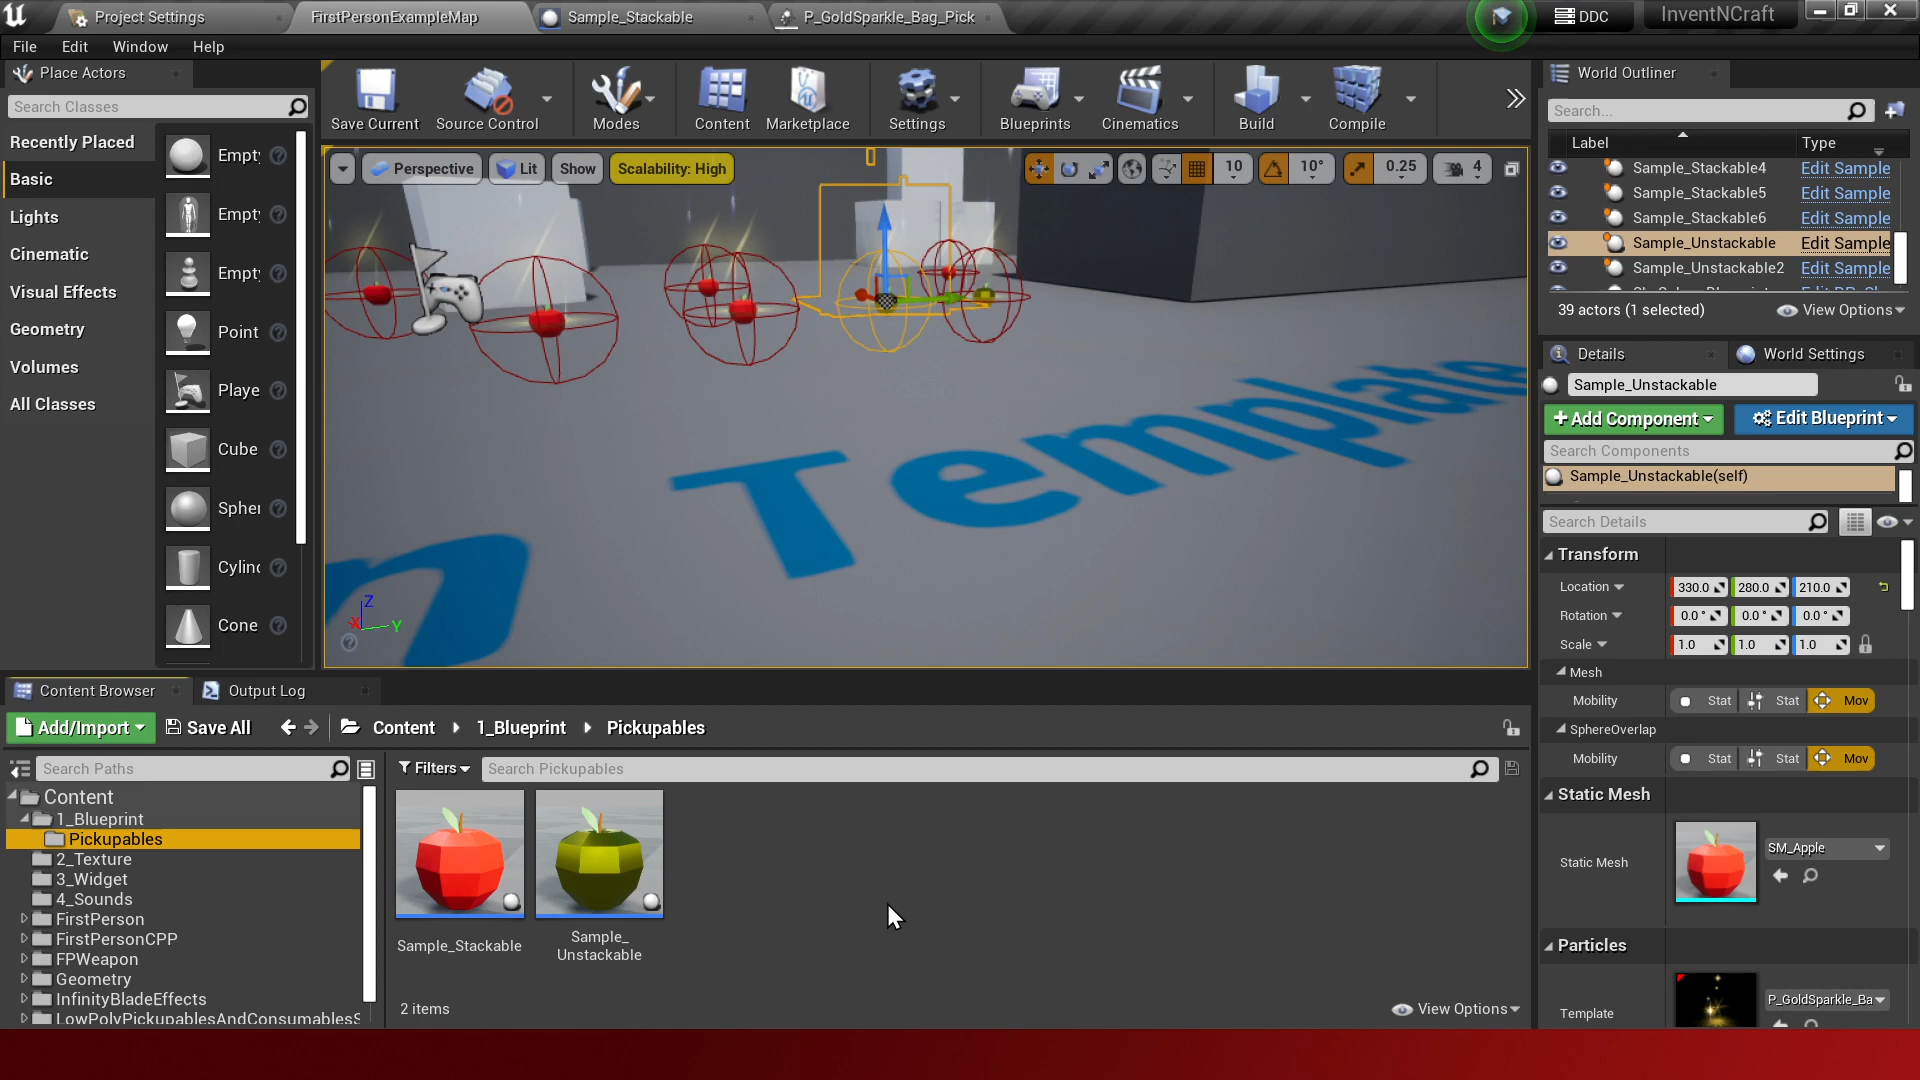 Project Settings
FirstPersonExampleMap
Sample_Stackable
P_GoldSparkle_Bag_Pick
DDC
InventNCraft
File
Edit
Window
Help
Place Actors
Search Classes
Recently Placed
Basic
Lights
Cinematic
Visual Effects
Geometry
Volumes
All Classes
Empty
Empty
Empty
Point
Playe
Cube
Spher
Cylind
Cone
Save Current
Source Control
Modes
Content
Marketplace
Settings
Blueprints
Cinematics
Build
Compile
Perspective
Lit
Show
Scalability: High
10
10°
0.25
4
Template
n
Z
X
Y
World Outliner
Search...
Label
Type
Sample_Stackable4
Edit Sample
Sample_Stackable5
Edit Sample
Sample_Stackable6
Edit Sample
Sample_Unstackable
Edit Sample
Sample_Unstackable2
Edit Sample
39 actors (1 selected)
View Options
Details
World Settings
Sample_Unstackable
Add Component
Edit Blueprint
Search Components
Sample_Unstackable(self)
Search Details
Transform
Location
330.0
280.0
210.0
Rotation
0.0 °
0.0 °
0.0 °
Scale
1.0
1.0
1.0
Mesh
Mobility
Stat
Stat
Mov
SphereOverlap
Mobility
Stat
Stat
Mov
Static Mesh
Static Mesh
SM_Apple
Particles
Template
P_GoldSparkle_Ba
Content Browser
Output Log
Add/Import
Save All
Content
1_Blueprint
Pickupables
Search Paths
Filters
Search Pickupables
Content
1_Blueprint
Pickupables
2_Texture
3_Widget
4_Sounds
FirstPerson
FirstPersonCPP
FPWeapon
Geometry
InfinityBladeEffects
LowPolyPickupablesAndConsumablesS
Sample_Stackable
Sample_
Unstackable
2 items
View Options